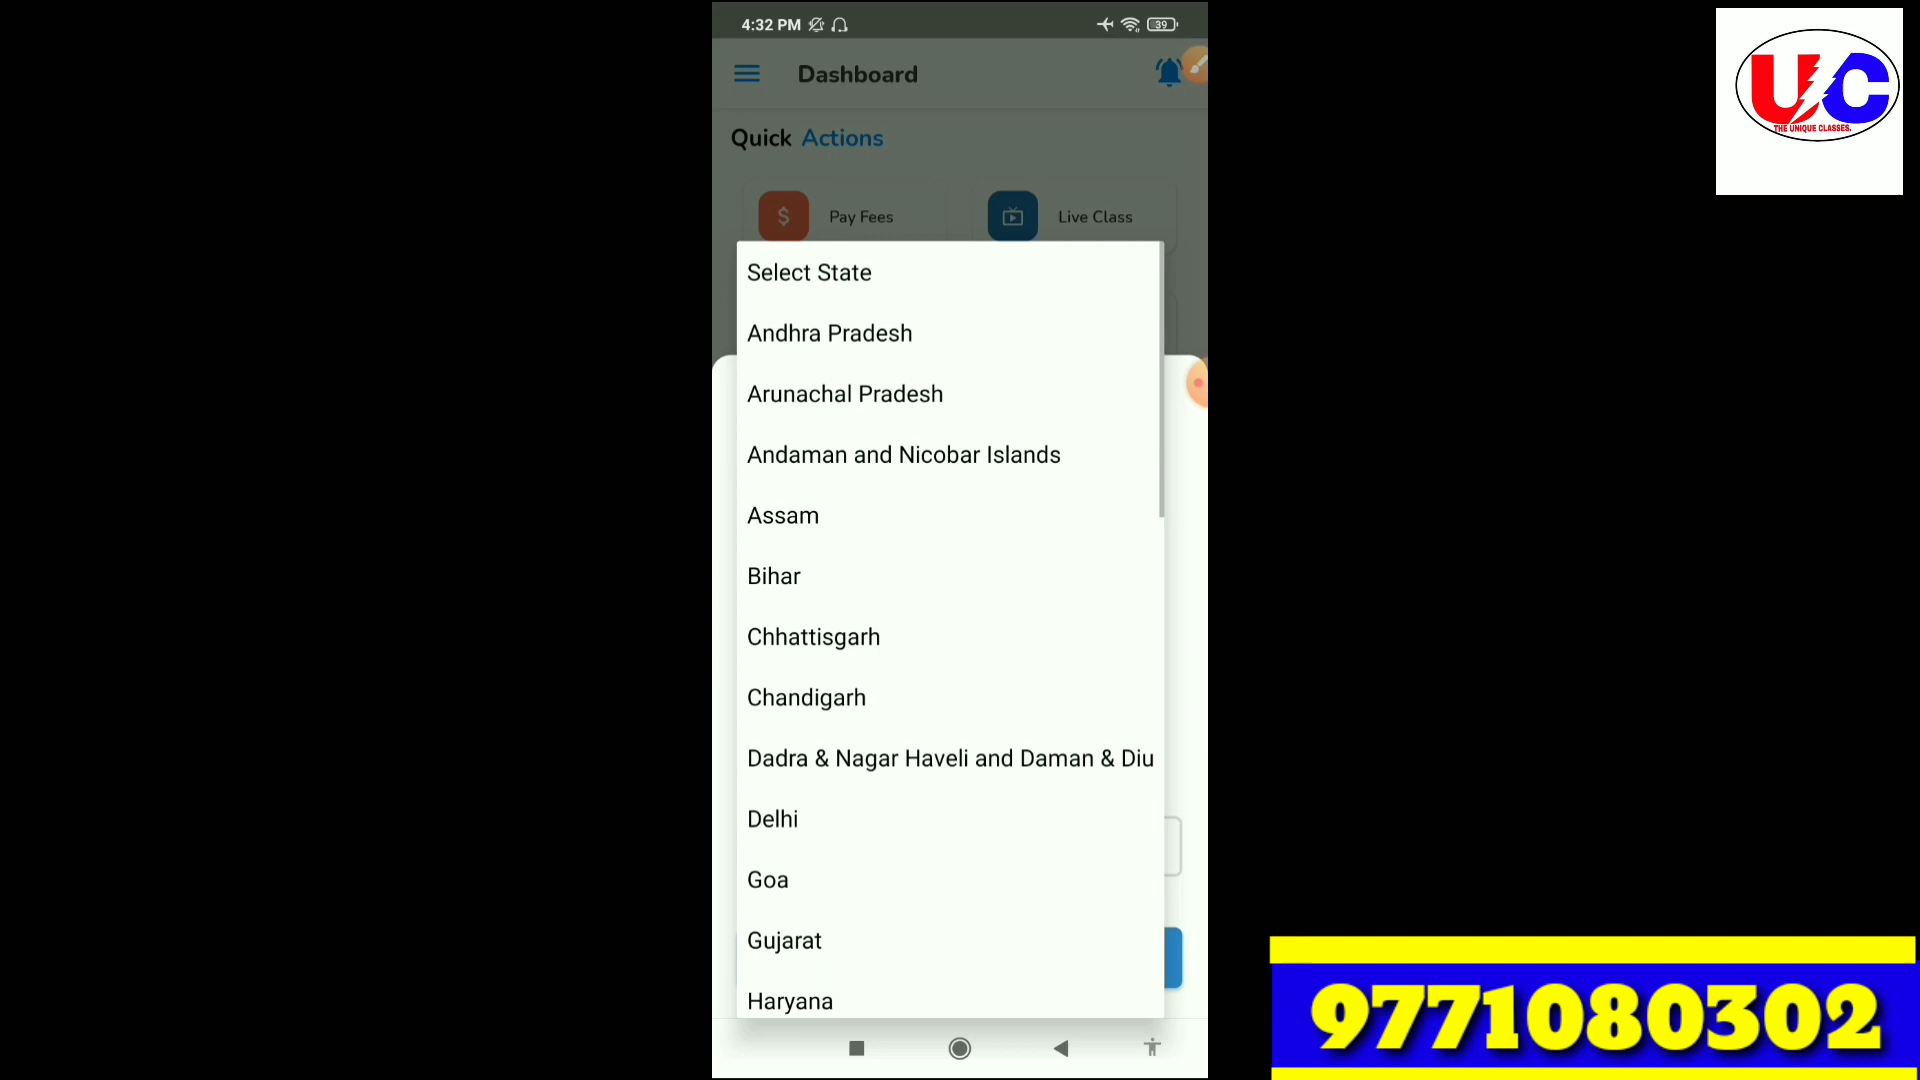 4:32 PM
39
Dashboard
Quick Actions
$
Pay Fees
Live Class
Select State
Andhra Pradesh
Arunachal Pradesh
Andaman and Nicobar Islands
Assam
Bihar
Chhattisgarh
Chandigarh
Dadra & Nagar Haveli and Daman & Diu
Delhi
Goa
Gujarat
Haryana
UC
THE UNIQUE CLASSES.
9771080302